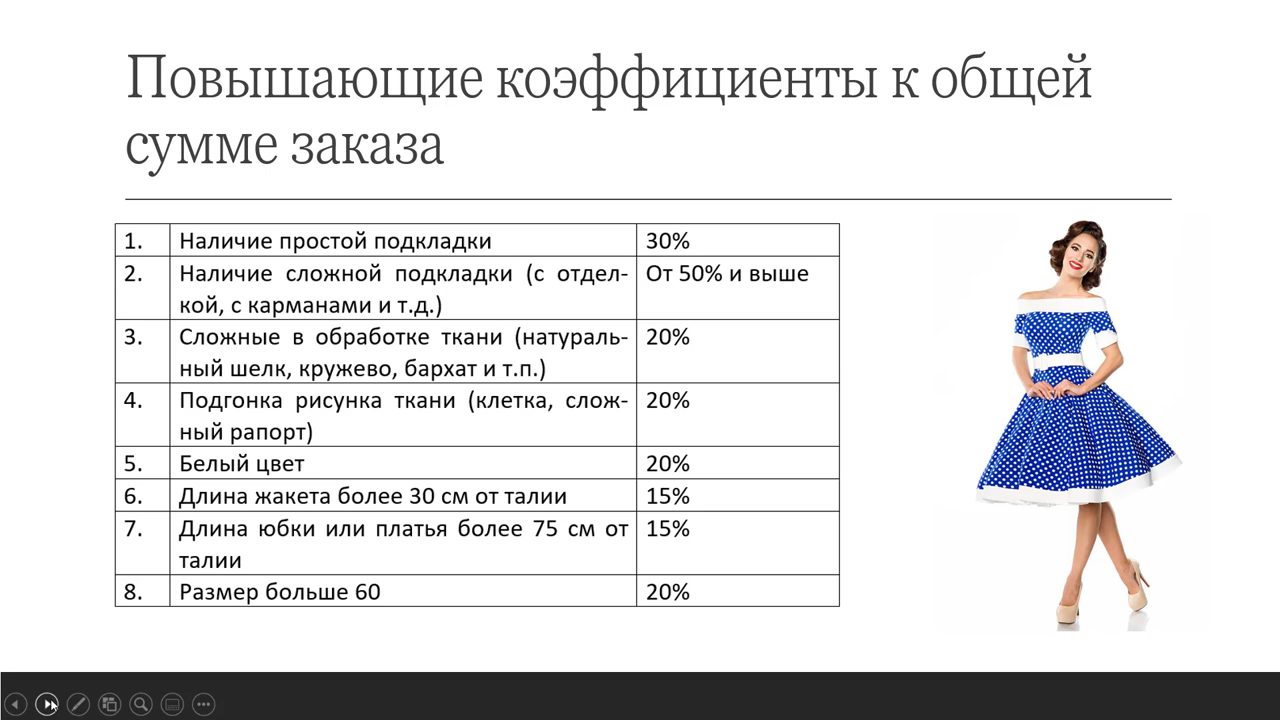 Повышающие коэффициенты к общей
сумме заказа
1. Наличие простой подкладки 30%
2. Наличие сложной подкладки (с отдел-
кой, с карманами и т.д.) От 50% и выше
3. Сложные в обработке ткани (натураль-
ный шелк, кружево, бархат и т.п.) 20%
4. Подгонка рисунка ткани (клетка, слож-
ный рапорт) 20%
5. Белый цвет 20%
6. Длина жакета более 30 см от талии 15%
7. Длина юбки или платья более 75 см от
талии 15%
8. Размер больше 60 20%